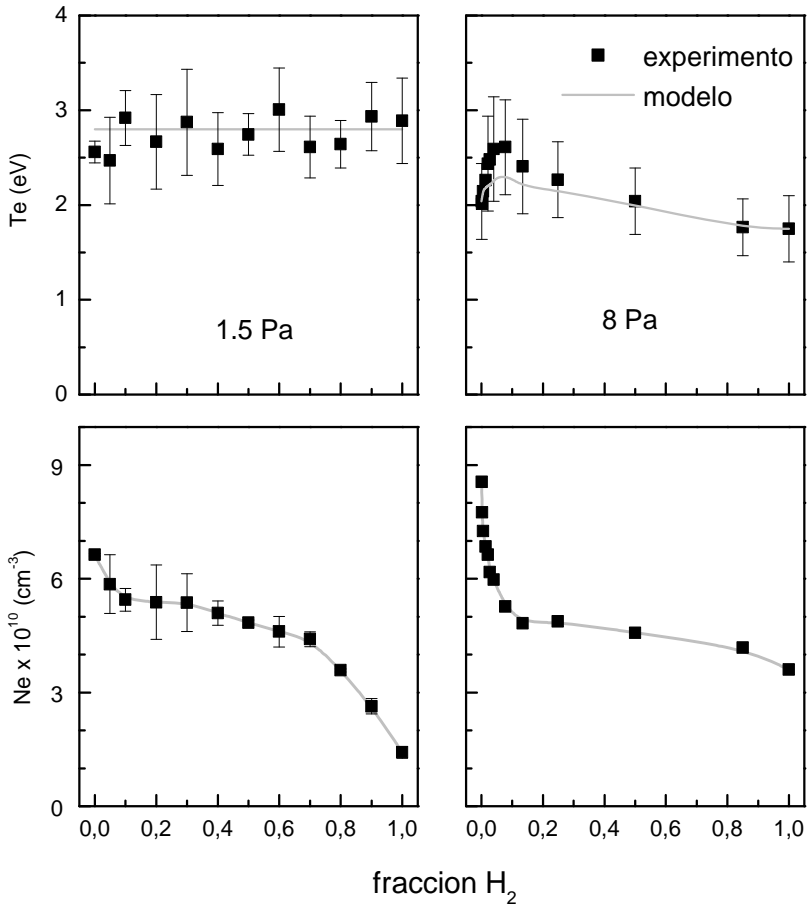 4
3
2
1
0
Te (eV)
1.5 Pa
experimento
modelo
8 Pa
9
6
3
0
Ne x 10^10 (cm^-3)
0,0 0,2 0,4 0,6 0,8 1,0
0,0 0,2 0,4 0,6 0,8 1,0
fraccion H₂